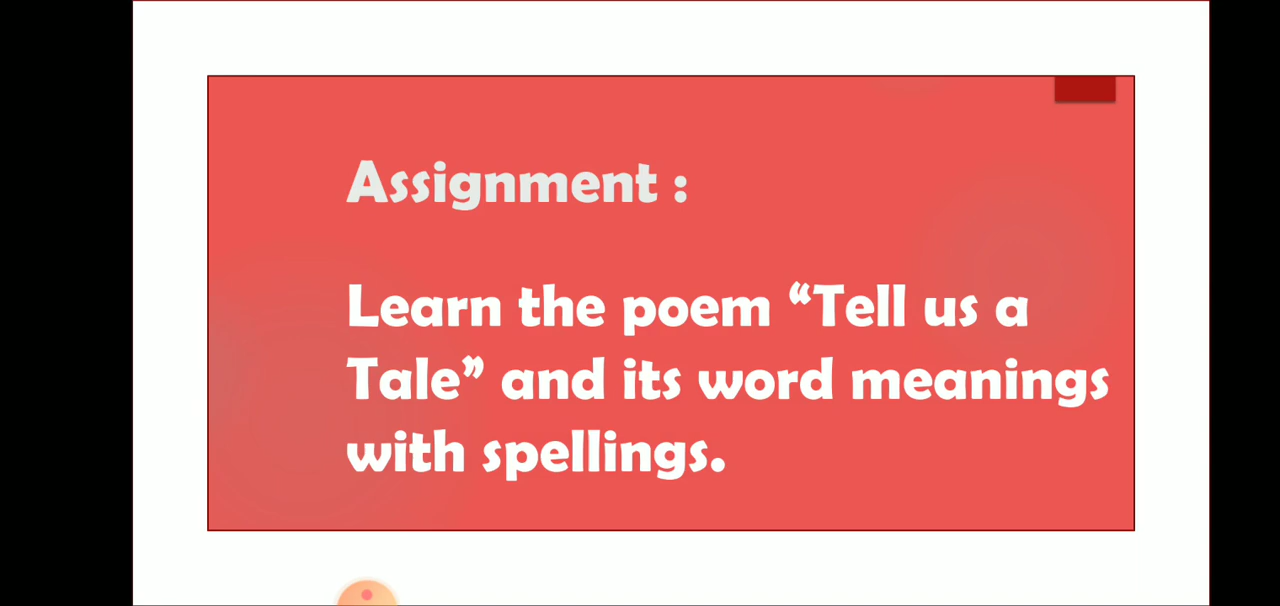 Assignment :
Learn the poem “Tell us a
Tale” and its word meanings
with spellings.